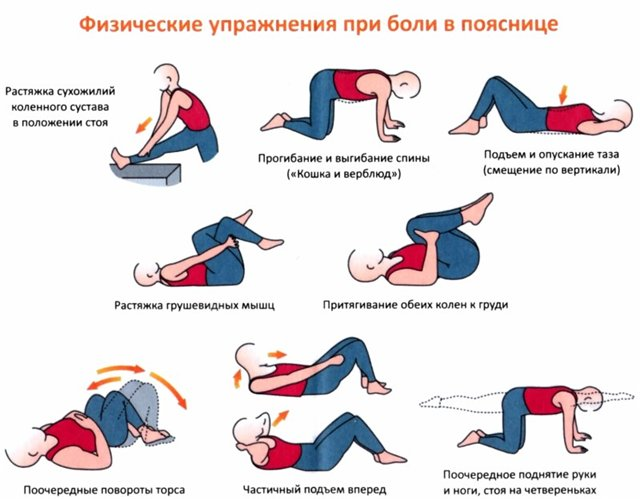 Физические упражнения при боли в пояснице
Растяжка сухожилий
коленного сустава
в положении стоя
Прогибание и выгибание спины
(«Кошка и верблюд»)
Подъем и опускание таза
(смещение по вертикали)
Растяжка грушевидных мышц
Притягивание обеих колен к груди
Поочередные повороты торса
Частичный подъем вперед
Поочередное поднятие руки
и ноги, стоя на четвереньках